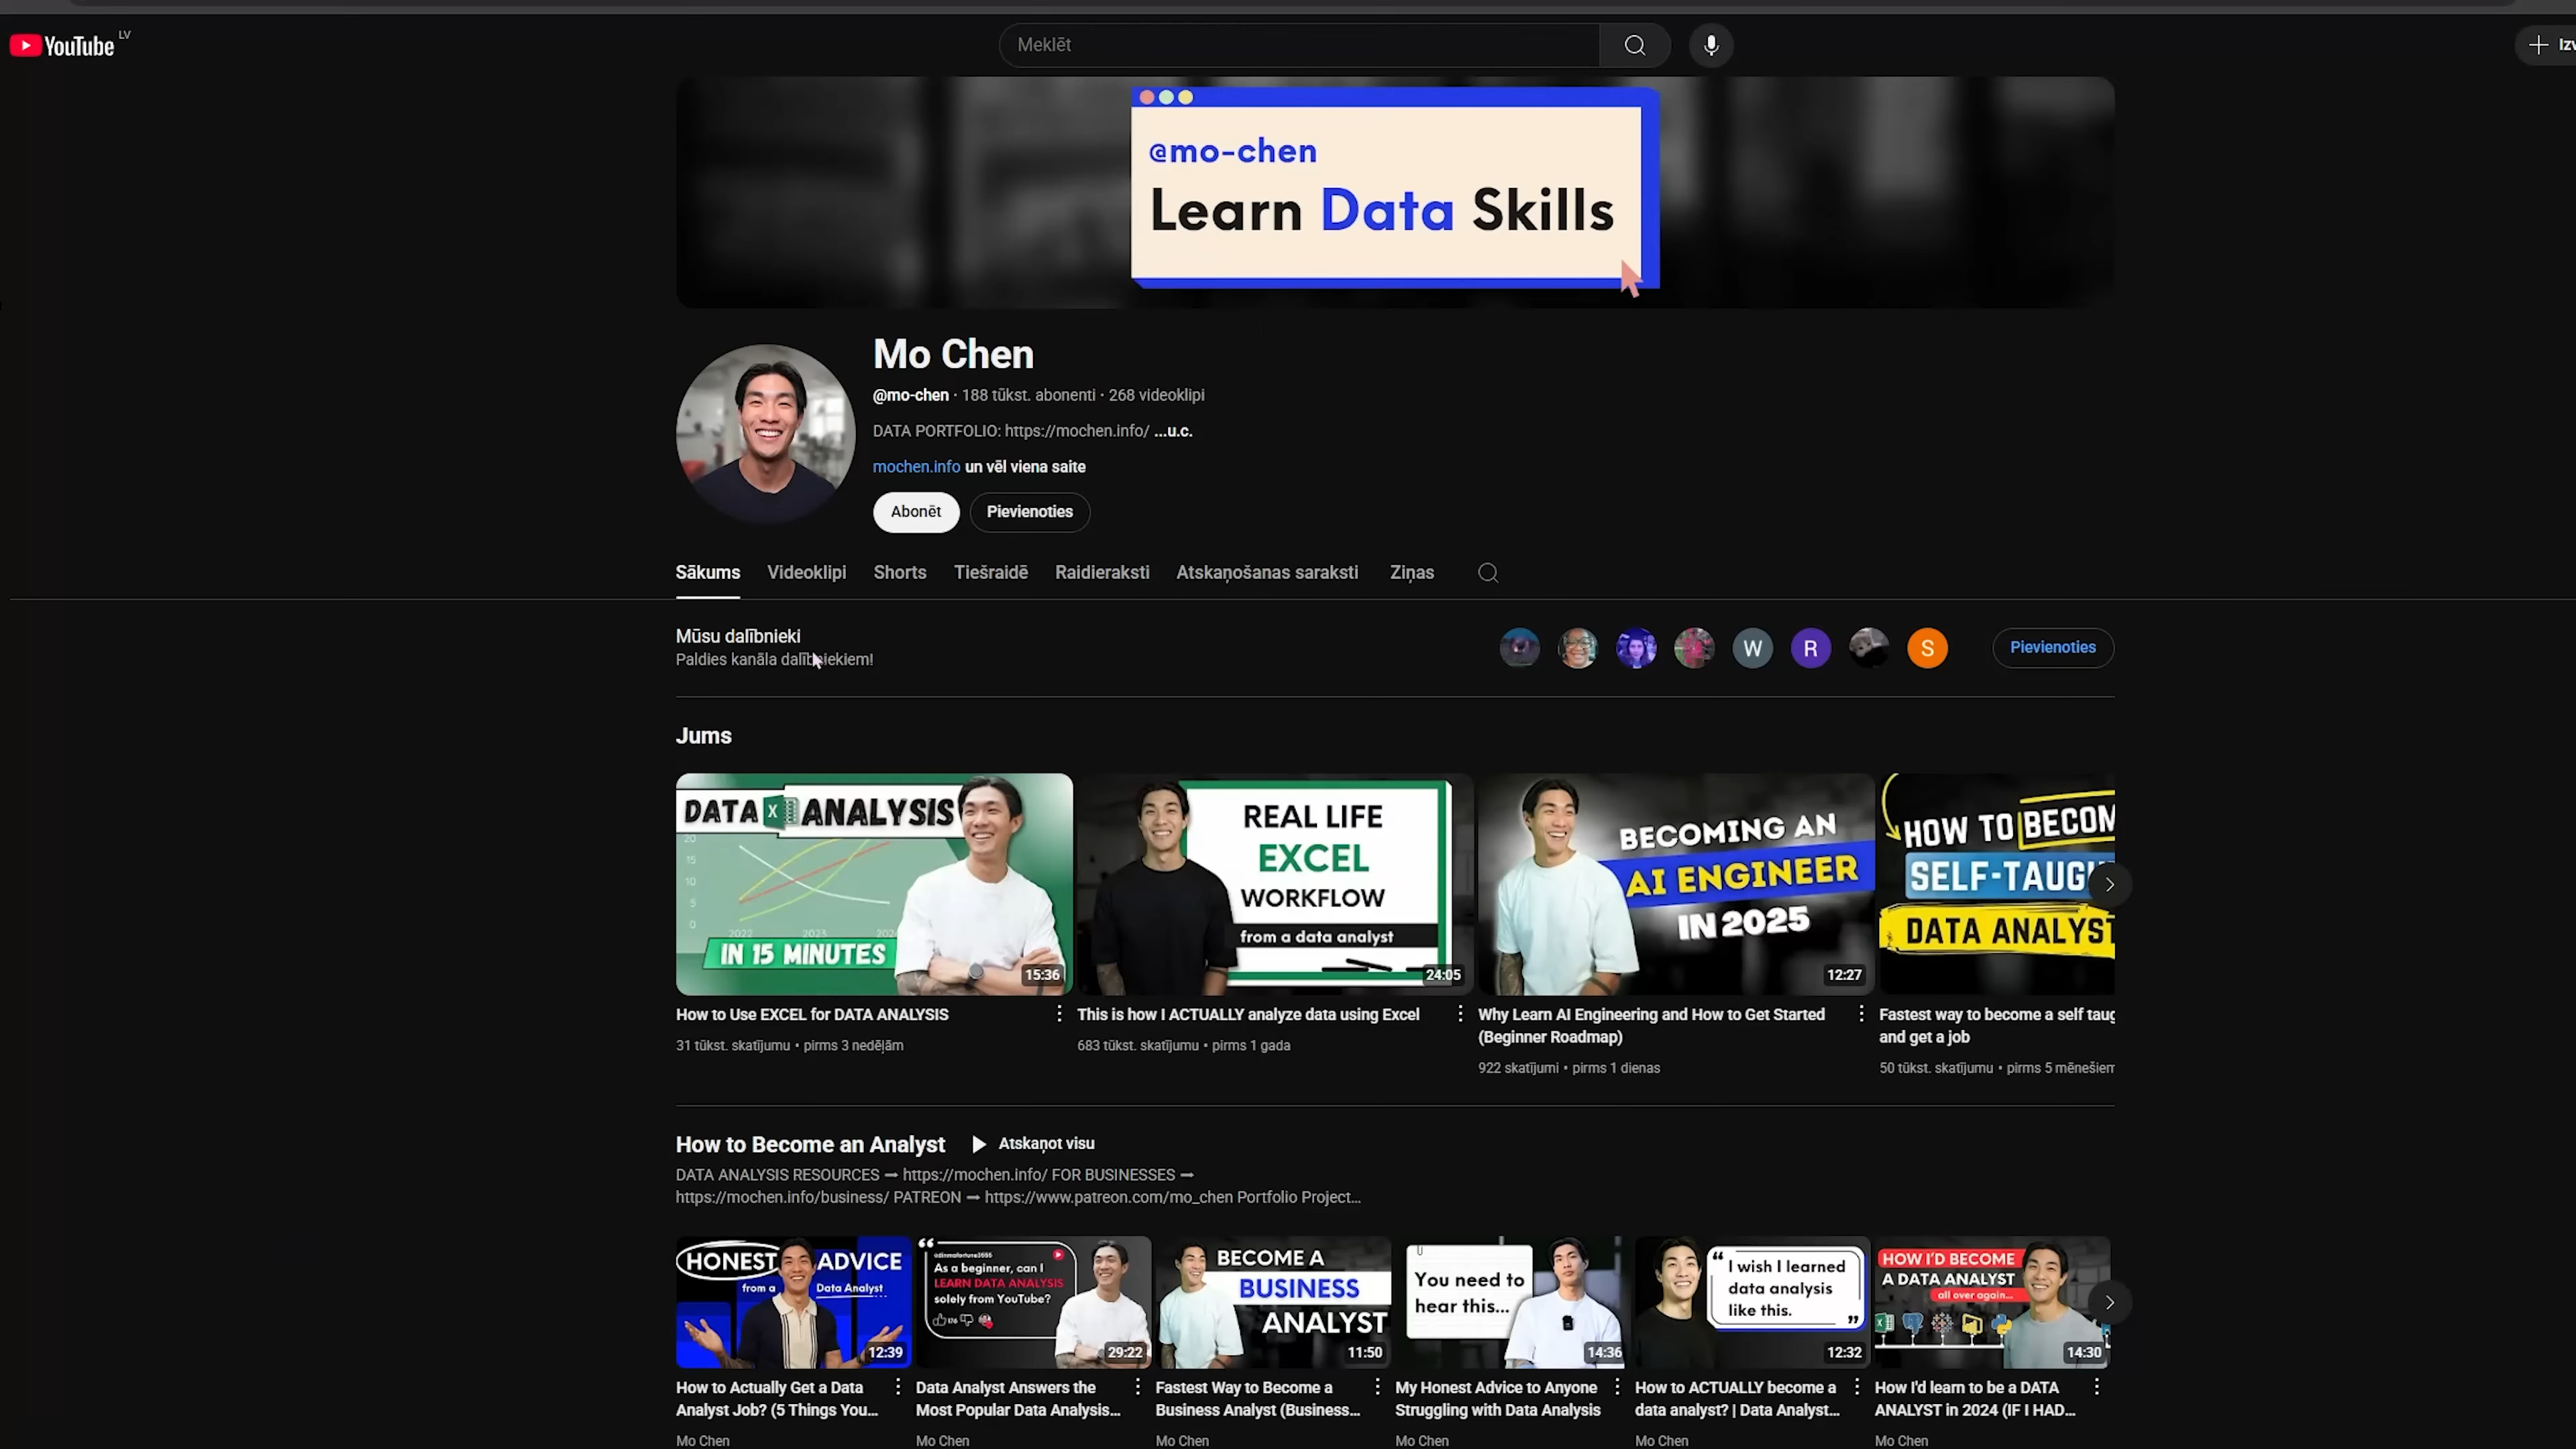 YouTube LV
Meklēt
Izv
@mo-chen
Learn Data Skills
Mo Chen
@mo-chen · 188 tūkst. abonenti · 268 videoklipi
DATA PORTFOLIO: https://mochen.info/ ...u.c.
mochen.info un vēl viena saite
Abonēt
Pievienoties
Sākums
Videoklipi
Shorts
Tiešraidē
Raidieraksti
Atskaņošanas saraksti
Ziņas
Mūsu dalībnieki
Paldies kanāla dalībniekiem!
W
R
S
Pievienoties
Jums
DATA ANALYSIS
20
15
10
5
0
2022
2023
IN 15 MINUTES
15:36
REAL LIFE
EXCEL
WORKFLOW
from a data analyst
24:05
BECOMING AN
AI ENGINEER
IN 2025
12:27
HOW TO BECOM
SELF-TAUG
DATA ANALYST
How to Use EXCEL for DATA ANALYSIS
31 tūkst. skatījumu • pirms 3 nedēļām
This is how I ACTUALLY analyze data using Excel
683 tūkst. skatījumu • pirms 1 gada
Why Learn AI Engineering and How to Get Started
(Beginner Roadmap)
922 skatījumi • pirms 1 dienas
Fastest way to become a self taug
and get a job
50 tūkst. skatījumu • pirms 5 mēnešiem
How to Become an Analyst
Atskaņot visu
DATA ANALYSIS RESOURCES ➞ https://mochen.info/ FOR BUSINESSES ➞
https://mochen.info/business/ PATREON ➞ https://www.patreon.com/mo_chen Portfolio Project...
HONEST ADVICE
from a Data Analyst
12:39
As a beginner, can I
LEARN DATA ANALYSIS
solely from YouTube?
29:22
BECOME A
BUSINESS
ANALYST
11:50
You need to
hear this...
14:36
“ I wish I learned
data analysis
like this. ”
12:32
HOW I'D BECOME
A DATA ANALYST
all over again...
14:30
How to Actually Get a Data
Analyst Job? (5 Things You...
Mo Chen
Data Analyst Answers the
Most Popular Data Analysis...
Mo Chen
Fastest Way to Become a
Business Analyst (Business...
Mo Chen
My Honest Advice to Anyone
Struggling with Data Analysis
Mo Chen
How to ACTUALLY become a
data analyst? | Data Analyst...
Mo Chen
How I'd learn to be a DATA
ANALYST in 2024 (IF I HAD...
Mo Chen